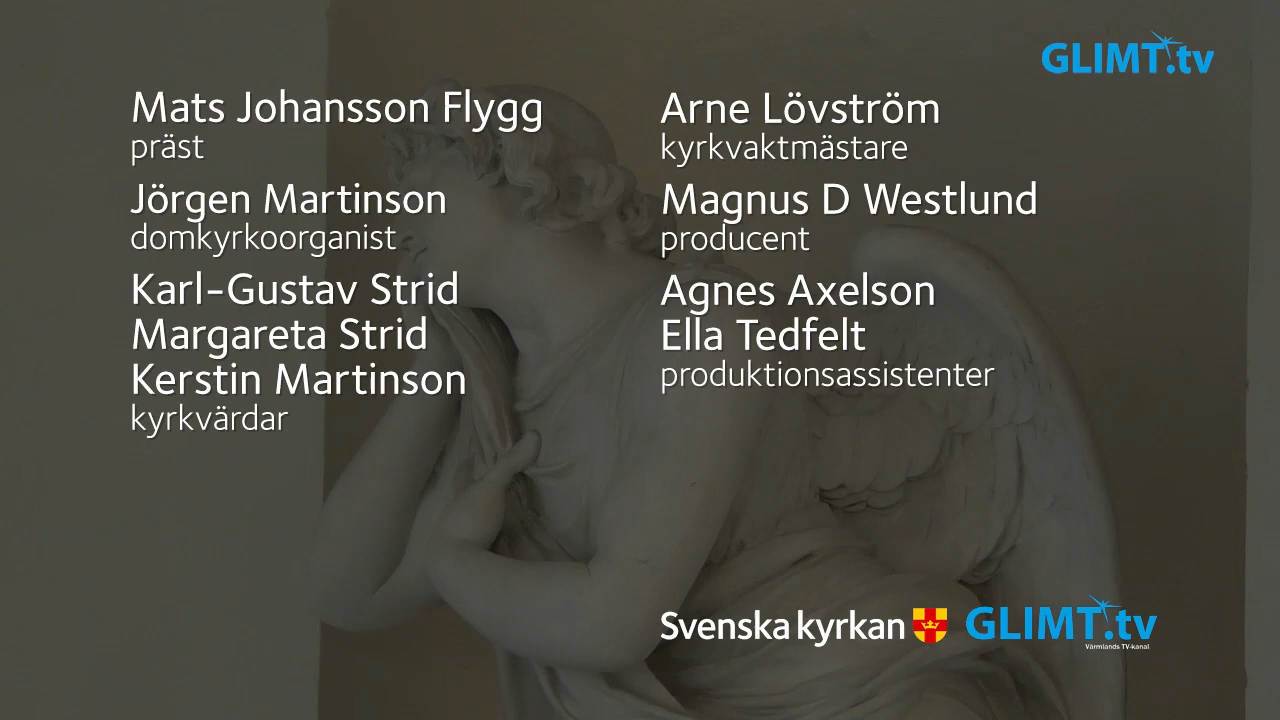 GLIMT.tv
Mats Johansson Flygg
präst
Jörgen Martinson
domkyrkoorganist
Karl-Gustav Strid
Margareta Strid
Kerstin Martinson
kyrkvärdar
Arne Lövström
kyrkvaktmästare
Magnus D Westlund
producent
Agnes Axelson
Ella Tedfelt
produktionsassistenter
Svenska kyrkan
GLIMT.tv
Värmlands TV-kanal